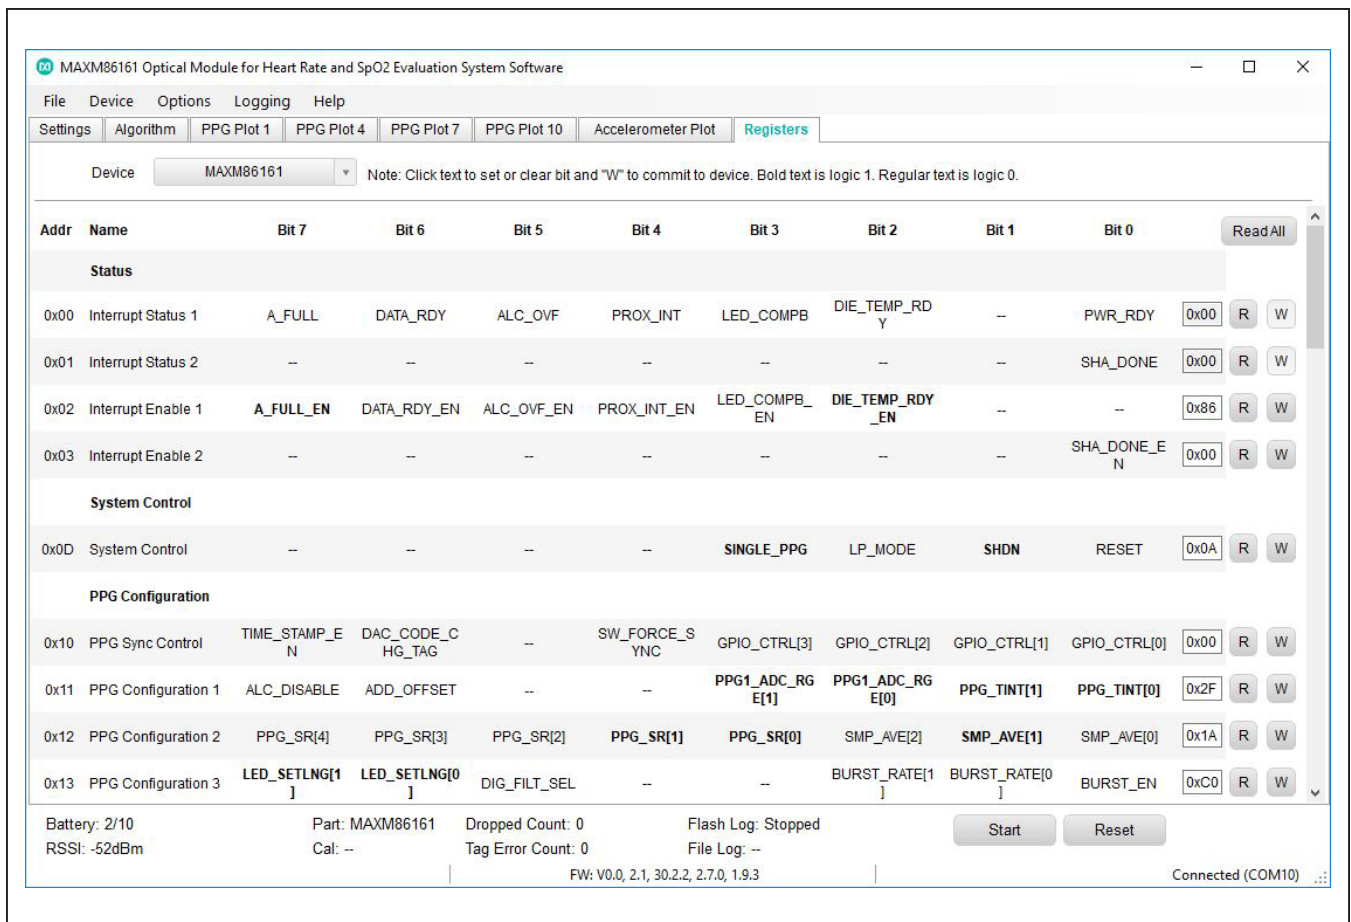 MAXM86161 Optical Module for Heart Rate and SpO2 Evaluation System Software
File Device Options Logging Help
Settings Algorithm PPG Plot 1 PPG Plot 4 PPG Plot 7 PPG Plot 10 Accelerometer Plot Registers
Device MAXM86161 Note: Click text to set or clear bit and "W" to commit to device. Bold text is logic 1. Regular text is logic 0.
Addr Name Bit 7 Bit 6 Bit 5 Bit 4 Bit 3 Bit 2 Bit 1 Bit 0 Read All
Status
0x00 Interrupt Status 1 A_FULL DATA_RDY ALC_OVF PROX_INT LED_COMPB DIE_TEMP_RDY -- PWR_RDY 0x00 R W
0x01 Interrupt Status 2 -- -- -- -- -- -- -- SHA_DONE 0x00 R W
0x02 Interrupt Enable 1 A_FULL_EN DATA_RDY_EN ALC_OVF_EN PROX_INT_EN LED_COMPB_EN DIE_TEMP_RDY_EN -- -- 0x86 R W
0x03 Interrupt Enable 2 -- -- -- -- -- -- -- SHA_DONE_EN 0x00 R W
System Control
0x0D System Control -- -- -- -- SINGLE_PPG LP_MODE SHDN RESET 0x0A R W
PPG Configuration
0x10 PPG Sync Control TIME_STAMP_EN DAC_CODE_CHG_TAG -- SW_FORCE_SYNC GPIO_CTRL[3] GPIO_CTRL[2] GPIO_CTRL[1] GPIO_CTRL[0] 0x00 R W
0x11 PPG Configuration 1 ALC_DISABLE ADD_OFFSET -- -- PPG1_ADC_RGE[1] PPG1_ADC_RGE[0] PPG_TINT[1] PPG_TINT[0] 0x2F R W
0x12 PPG Configuration 2 PPG_SR[4] PPG_SR[3] PPG_SR[2] PPG_SR[1] PPG_SR[0] SMP_AVE[2] SMP_AVE[1] SMP_AVE[0] 0x1A R W
0x13 PPG Configuration 3 LED_SETLNG[1] LED_SETLNG[0] DIG_FILT_SEL -- -- BURST_RATE[1] BURST_RATE[0] BURST_EN 0xC0 R W
Battery: 2/10 Part: MAXM86161 Dropped Count: 0 Flash Log: Stopped Start Reset
RSSI: -52dBm Cal: -- Tag Error Count: 0 File Log: --
FW: V0.0, 2.1, 30.2.2, 2.7.0, 1.9.3 Connected (COM10)